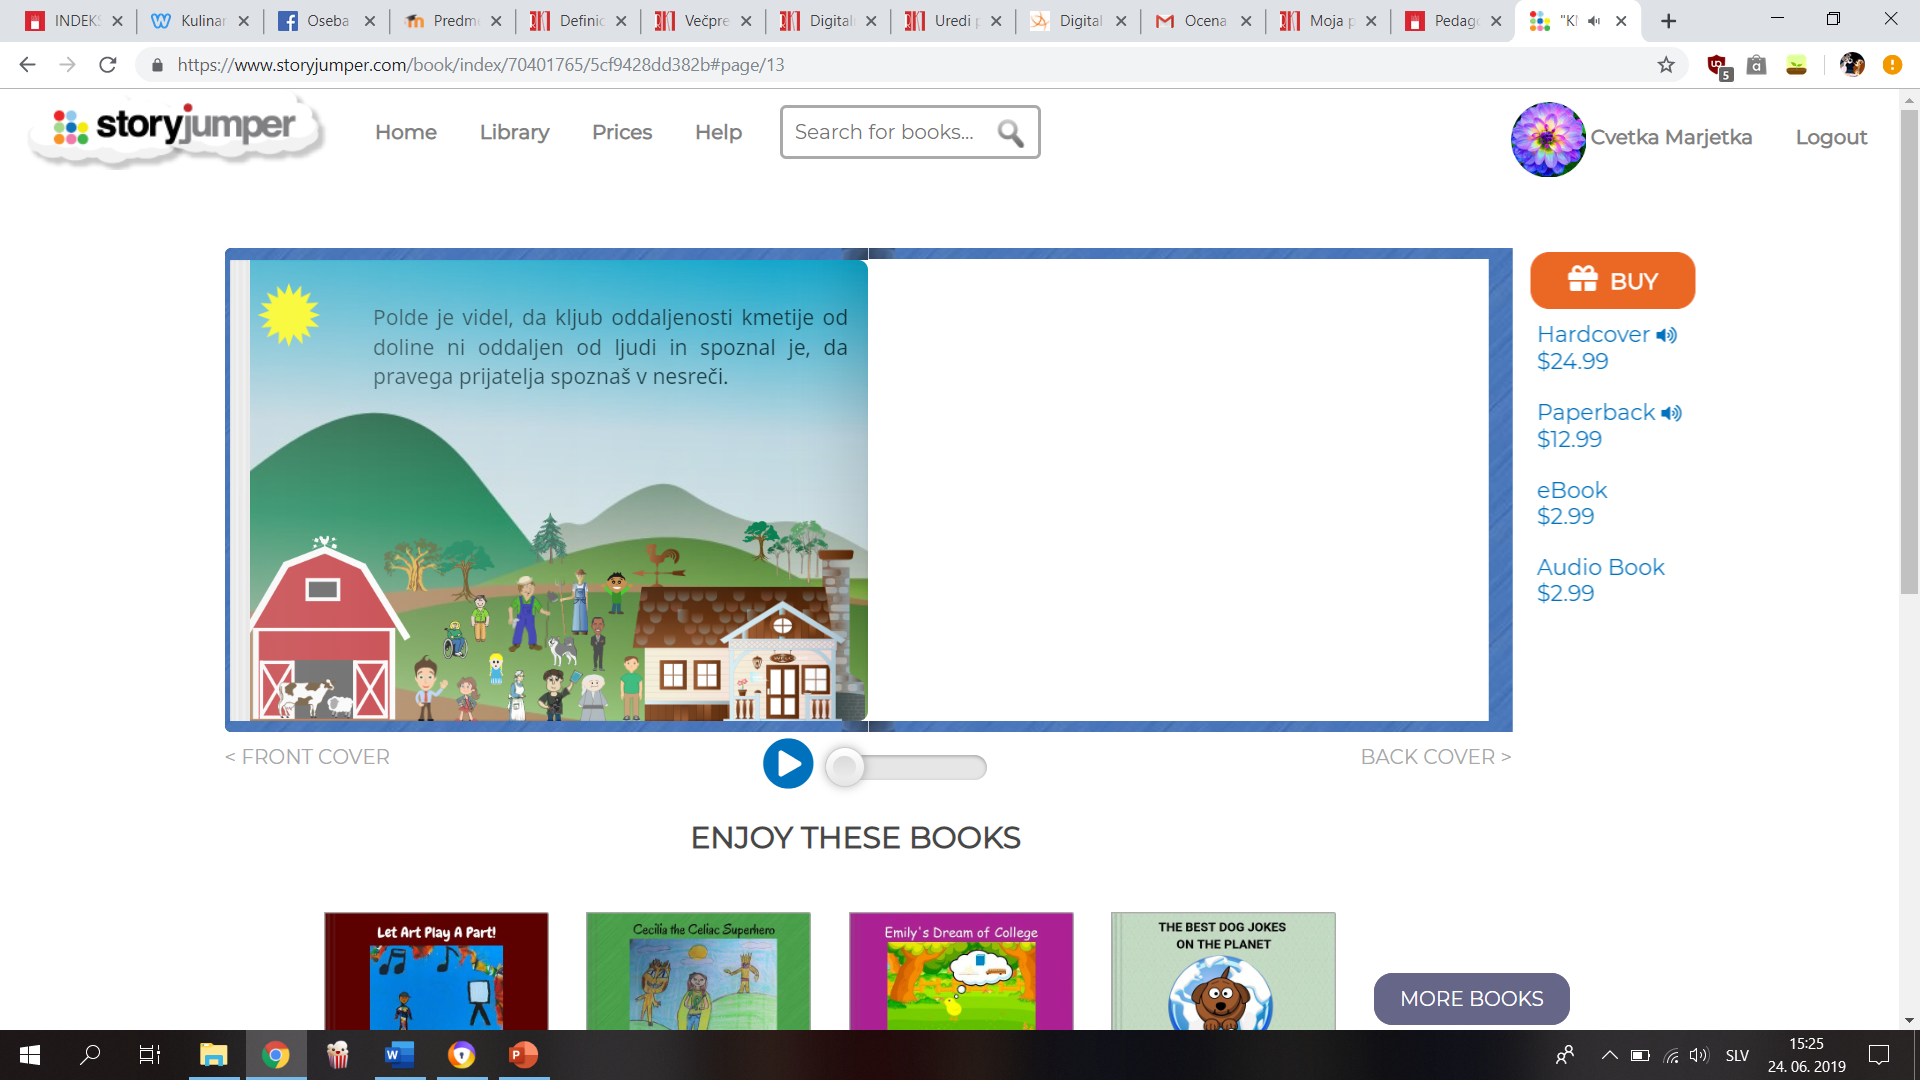 INDEKS
Kulinar
Oseba
Predme
Definic
Večpre
Digital
Uredi p
Digital
Ocena
Moja p
Pedago
"K
https://www.storyjumper.com/book/index/70401765/5cf9428dd382b#page/13
5
storyjumper
Home
Library
Prices
Help
Search for books...
Cvetka Marjetka
Logout
Polde je videl, da kljub oddaljenosti kmetije od
doline ni oddaljen od ljudi in spoznal je, da
pravega prijatelja spoznaš v nesreči.
BUY
Hardcover
$24.99
Paperback
$12.99
eBook
$2.99
Audio Book
$2.99
< FRONT COVER
BACK COVER >
ENJOY THESE BOOKS
Let Art Play A Part!
Cecilia the Celiac Superhero
Emily's Dream of College
THE BEST DOG JOKES
ON THE PLANET
MORE BOOKS
SLV
15:25
24. 06. 2019